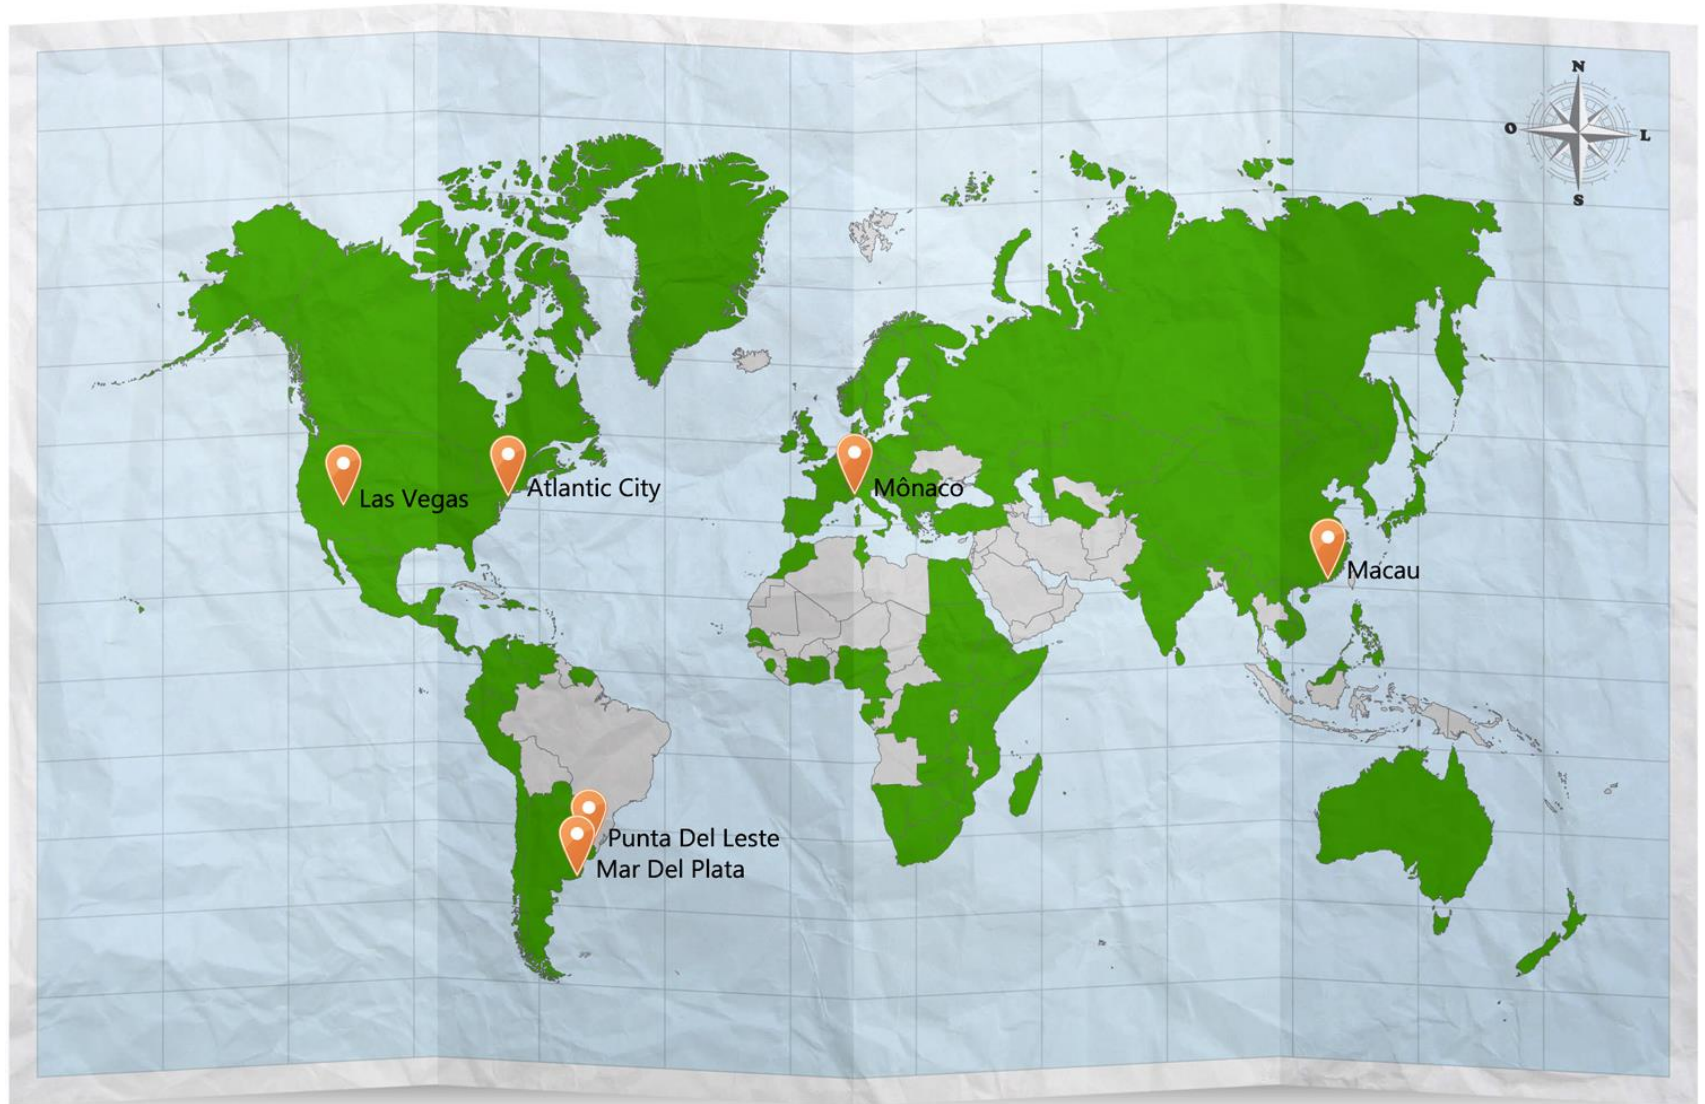 N
O L
S
Las Vegas
Atlantic City
Mônaco
Macau
Punta Del Leste
Mar Del Plata